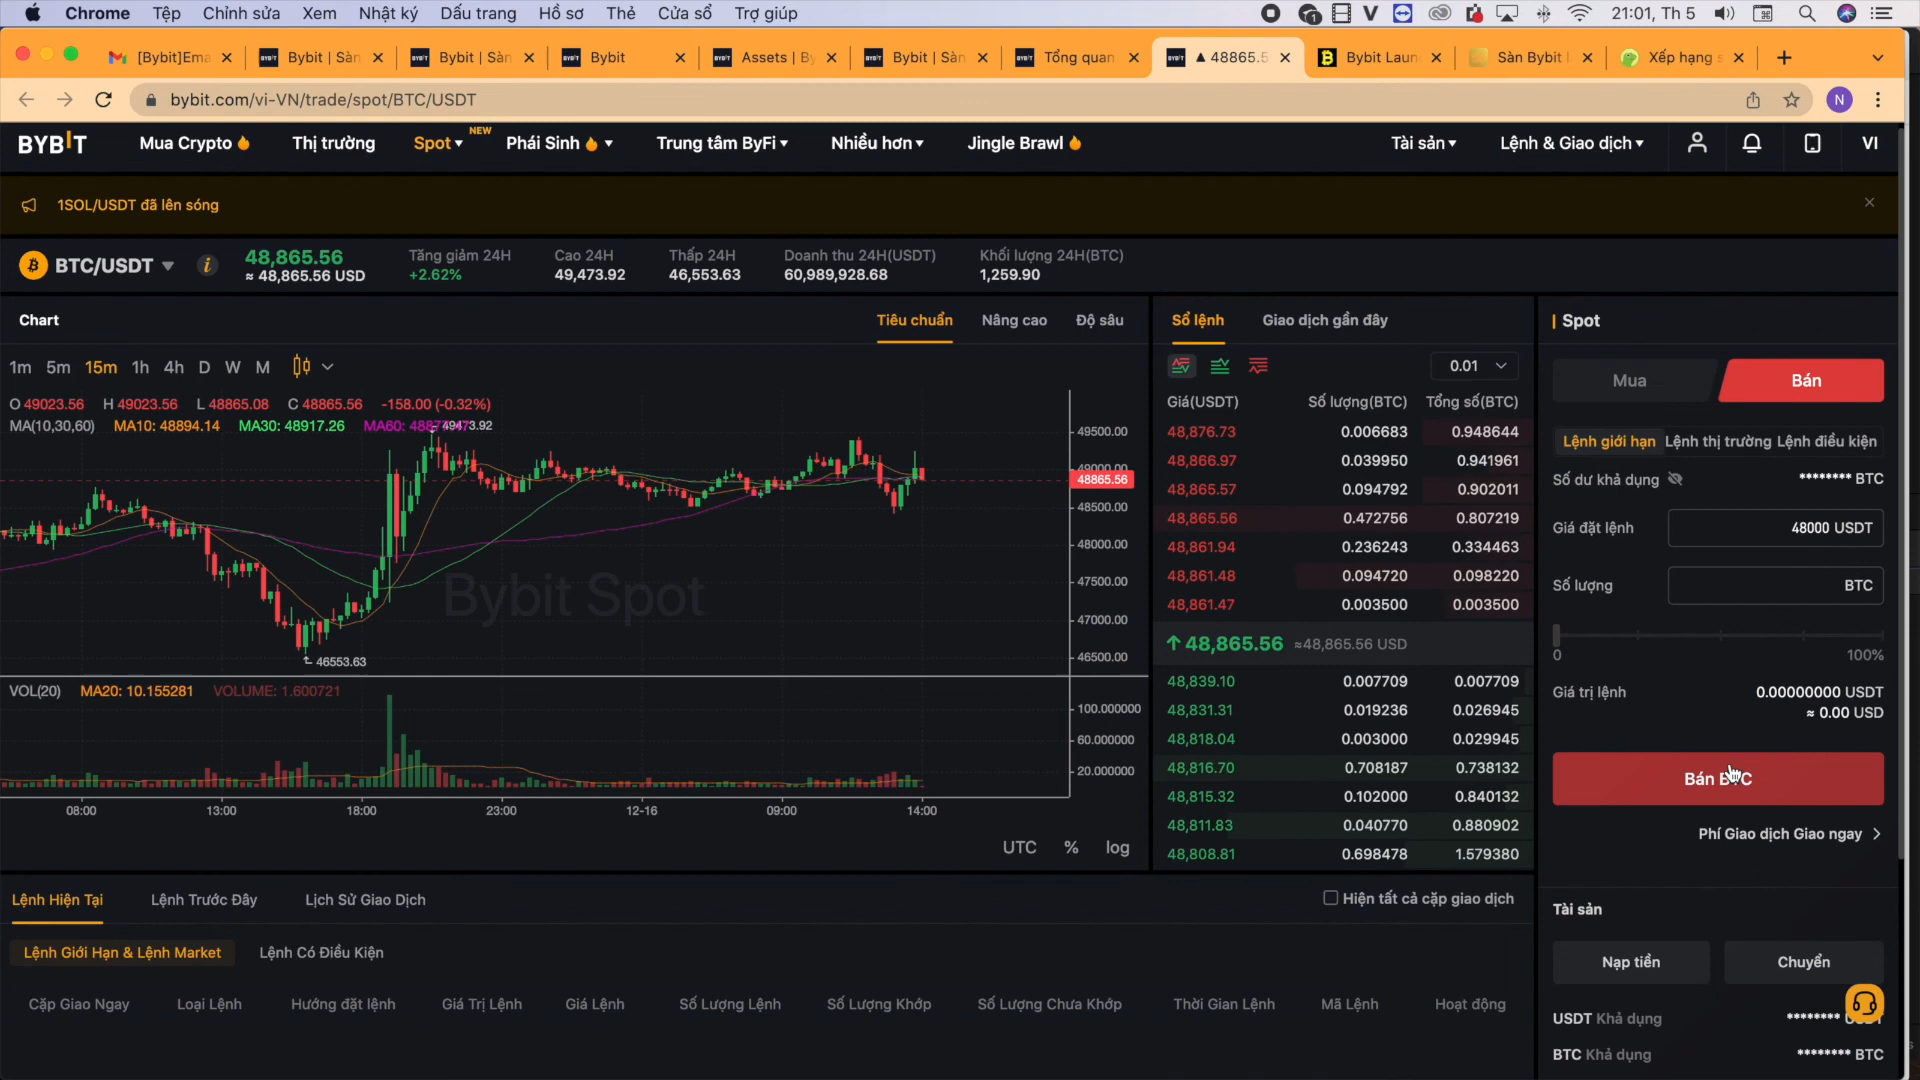 Chrome Tệp Chỉnh sửa Xem Nhật ký Dấu trang Hồ sơ Thẻ Cửa sổ Trợ giúp 21:01, Th 5
[Bybit]Ema Bybit | Sàn Bybit | Sàn Bybit Assets | By Bybit | Sàn Tổng quan ▲ 48865.5 Bybit Laun Sàn Bybit Xếp hạng s
bybit.com/vi-VN/trade/spot/BTC/USDT N
BYBIT Mua Crypto Thị trường Spot NEW Phái Sinh Trung tâm ByFi Nhiều hơn Jingle Brawl Tài sản Lệnh & Giao dịch VI
1SOL/USDT đã lên sóng
BTC/USDT 48,865.56 ≈ 48,865.56 USD
Tăng giảm 24H +2.62%
Cao 24H 49,473.92
Thấp 24H 46,553.63
Doanh thu 24H(USDT) 60,989,928.68
Khối lượng 24H(BTC) 1,259.90
Chart Tiêu chuẩn Nâng cao Độ sâu
1m 5m 15m 1h 4h D W M
O 49023.56 H 49023.56 L 48865.08 C 48865.56 -158.00 (-0.32%)
MA(10,30,60) MA10: 48894.14 MA30: 48917.26 MA60:
49473.92
49500.00
49000.00
48865.56
48500.00
48000.00
47500.00
47000.00
46500.00
Bybit Spot
46553.63
VOL(20) MA20: 10.155281 VOLUME: 1.600721
100.000000
60.000000
20.000000
08:00 13:00 18:00 23:00 12-16 09:00 14:00
UTC % log
Sổ lệnh Giao dịch gần đây
0.01
Giá(USDT) Số lượng(BTC) Tổng số(BTC)
48,876.73 0.006683 0.948644
48,866.97 0.039950 0.941961
48,865.57 0.094792 0.902011
48,865.56 0.472756 0.807219
48,861.94 0.236243 0.334463
48,861.48 0.094720 0.098220
48,861.47 0.003500 0.003500
48,865.56 ≈48,865.56 USD
48,839.10 0.007709 0.007709
48,831.31 0.019236 0.026945
48,818.04 0.003000 0.029945
48,816.70 0.708187 0.738132
48,815.32 0.102000 0.840132
48,811.83 0.040770 0.880902
48,808.81 0.698478 1.579380
Spot
Mua Bán
Lệnh giới hạn Lệnh thị trường Lệnh điều kiện
Số dư khả dụng ******** BTC
Giá đặt lệnh 48000 USDT
Số lượng BTC
0 100%
Giá trị lệnh 0.00000000 USDT
≈ 0.00 USD
Bán BTC
Phí Giao dịch Giao ngay
Tài sản
Nạp tiền Chuyển
USDT Khả dụng ********
BTC Khả dụng ******** BTC
Lệnh Hiện Tại Lệnh Trước Đây Lịch Sử Giao Dịch Hiện tất cả cặp giao dịch
Lệnh Giới Hạn & Lệnh Market Lệnh Có Điều Kiện
Cặp Giao Ngay Loại Lệnh Hướng đặt lệnh Giá Trị Lệnh Giá Lệnh Số Lượng Lệnh Số Lượng Khớp Số Lượng Chưa Khớp Thời Gian Lệnh Mã Lệnh Hoạt động